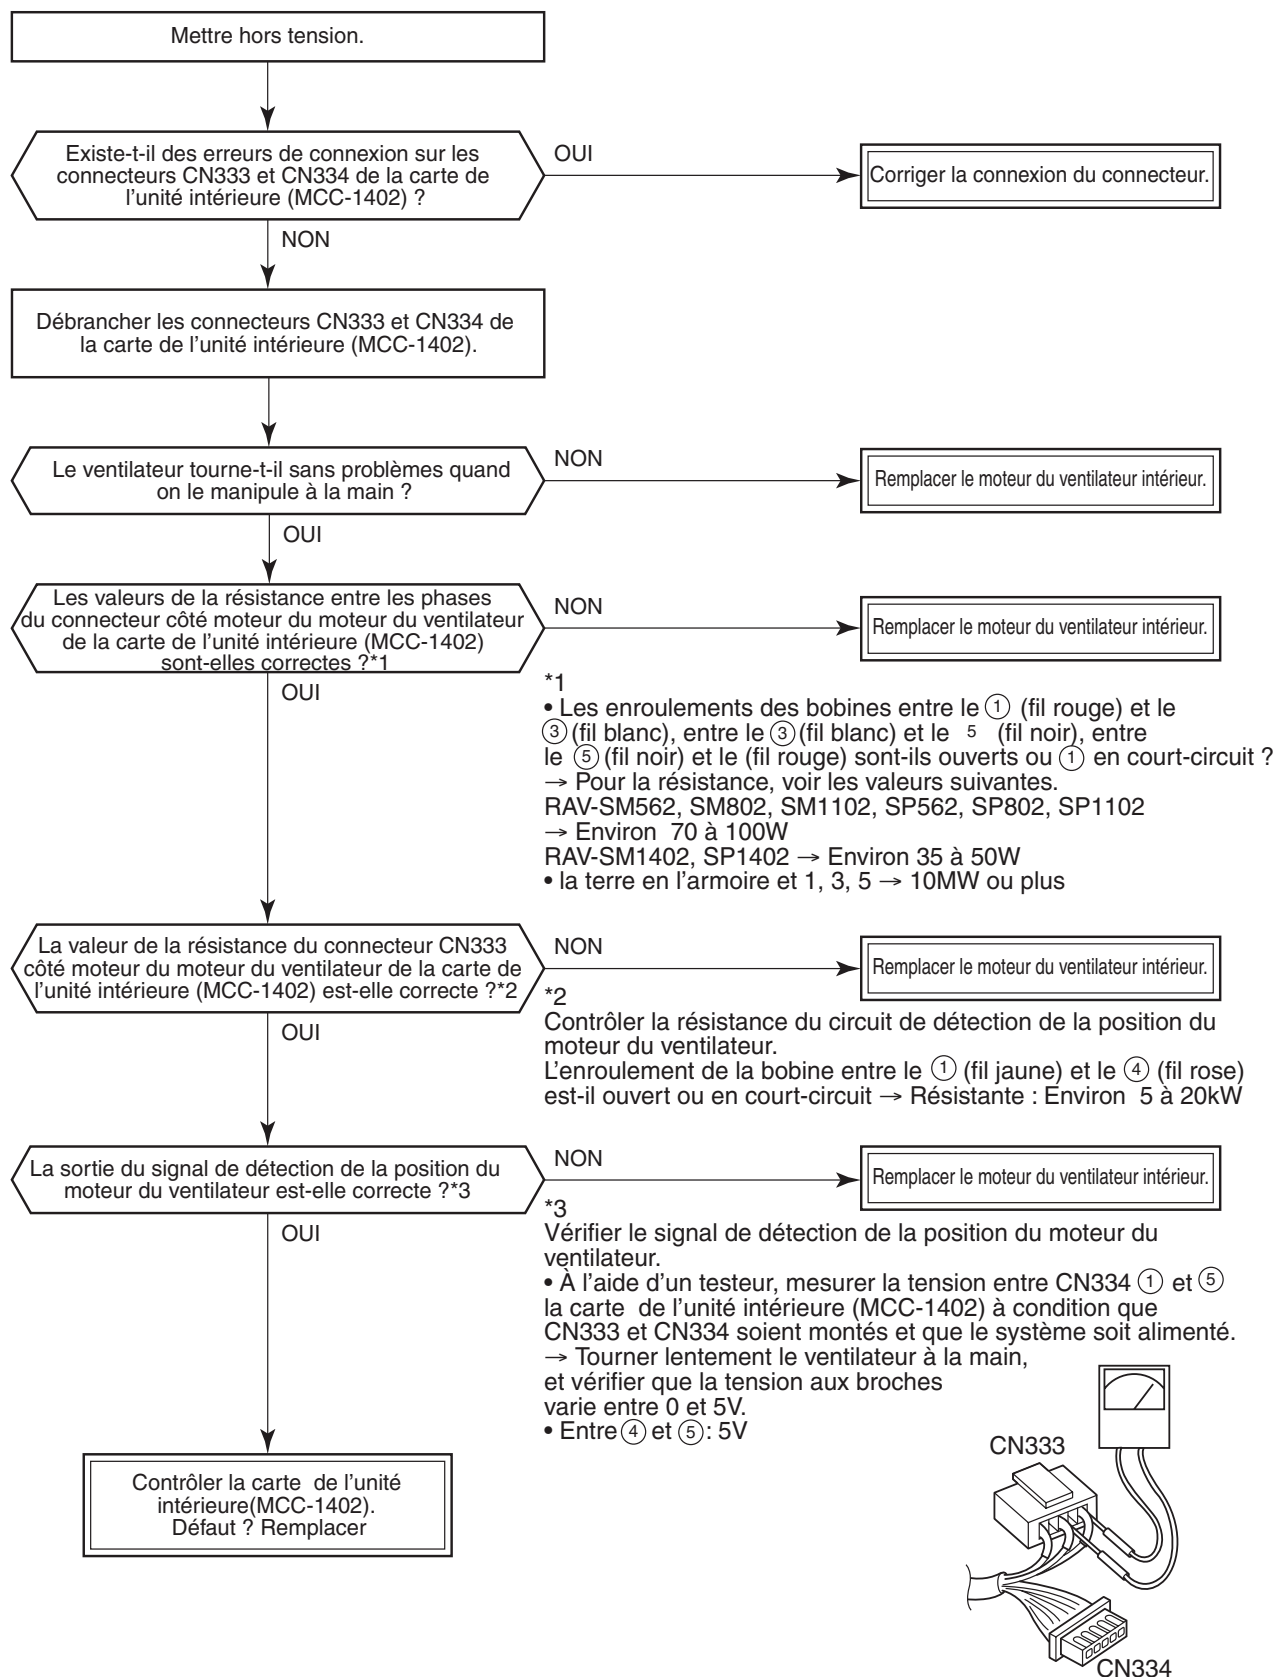 Mettre hors tension.
Existe-t-il des erreurs de connexion sur les
connecteurs CN333 et CN334 de la carte de
l'unité intérieure (MCC-1402) ?
OUI
Corriger la connexion du connecteur.
NON
Débrancher les connecteurs CN333 et CN334 de
la carte de l'unité intérieure (MCC-1402).
Le ventilateur tourne-t-il sans problèmes quand
on le manipule à la main ?
NON
Remplacer le moteur du ventilateur intérieur.
OUI
Les valeurs de la résistance entre les phases
du connecteur côté moteur du moteur du ventilateur
de la carte de l'unité intérieure (MCC-1402)
sont-elles correctes ?*1
NON
Remplacer le moteur du ventilateur intérieur.
OUI
*1
• Les enroulements des bobines entre le ① (fil rouge) et le
③ (fil blanc), entre le ③ (fil blanc) et le 5 (fil noir), entre
le ⑤ (fil noir) et le (fil rouge) sont-ils ouverts ou ① en court-circuit ?
→ Pour la résistance, voir les valeurs suivantes.
RAV-SM562, SM802, SM1102, SP562, SP802, SP1102
→ Environ 70 à 100W
RAV-SM1402, SP1402 → Environ 35 à 50W
• la terre en l'armoire et 1, 3, 5 → 10MW ou plus
La valeur de la résistance du connecteur CN333
côté moteur du moteur du ventilateur de la carte de
l'unité intérieure (MCC-1402) est-elle correcte ?*2
NON
Remplacer le moteur du ventilateur intérieur.
OUI
*2
Contrôler la résistance du circuit de détection de la position du
moteur du ventilateur.
L'enroulement de la bobine entre le ① (fil jaune) et le ④ (fil rose)
est-il ouvert ou en court-circuit → Résistante : Environ 5 à 20kW
La sortie du signal de détection de la position du
moteur du ventilateur est-elle correcte ?*3
NON
Remplacer le moteur du ventilateur intérieur.
OUI
*3
Vérifier le signal de détection de la position du moteur du
ventilateur.
• À l'aide d'un testeur, mesurer la tension entre CN334 ① et ⑤
la carte de l'unité intérieure (MCC-1402) à condition que
CN333 et CN334 soient montés et que le système soit alimenté.
→ Tourner lentement le ventilateur à la main,
et vérifier que la tension aux broches
varie entre 0 et 5V.
• Entre ④ et ⑤ : 5V
Contrôler la carte de l'unité
intérieure(MCC-1402).
Défaut ? Remplacer
CN333
CN334